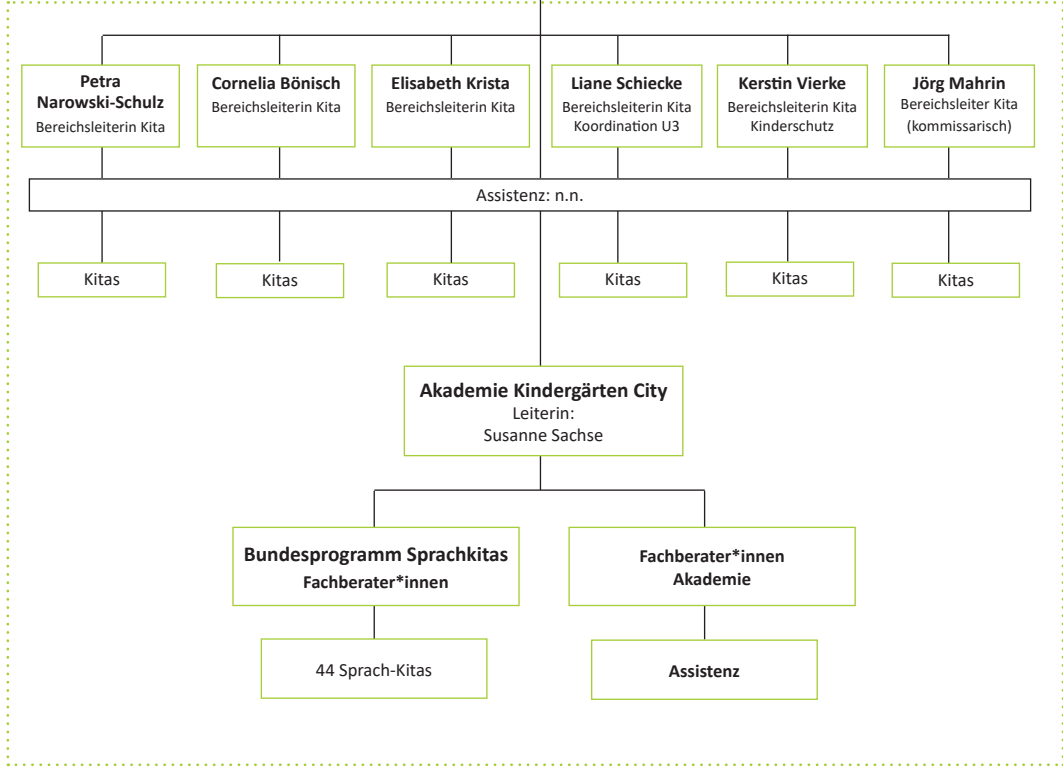 Petra
Narowski-Schulz
Bereichsleiterin Kita
Cornelia Bönisch
Bereichsleiterin Kita
Elisabeth Krista
Bereichsleiterin Kita
Liane Schiecke
Bereichsleiterin Kita
Koordination U3
Kerstin Vierke
Bereichsleiterin Kita
Kinderschutz
Jörg Mahrin
Bereichsleiter Kita
(kommissarisch)
Assistenz: n.n.
Kitas
Kitas
Kitas
Kitas
Kitas
Kitas
Akademie Kindergärten City
Leiterin:
Susanne Sachse
Bundesprogramm Sprachkitas
Fachberater*innen
Fachberater*innen
Akademie
44 Sprach-Kitas
Assistenz